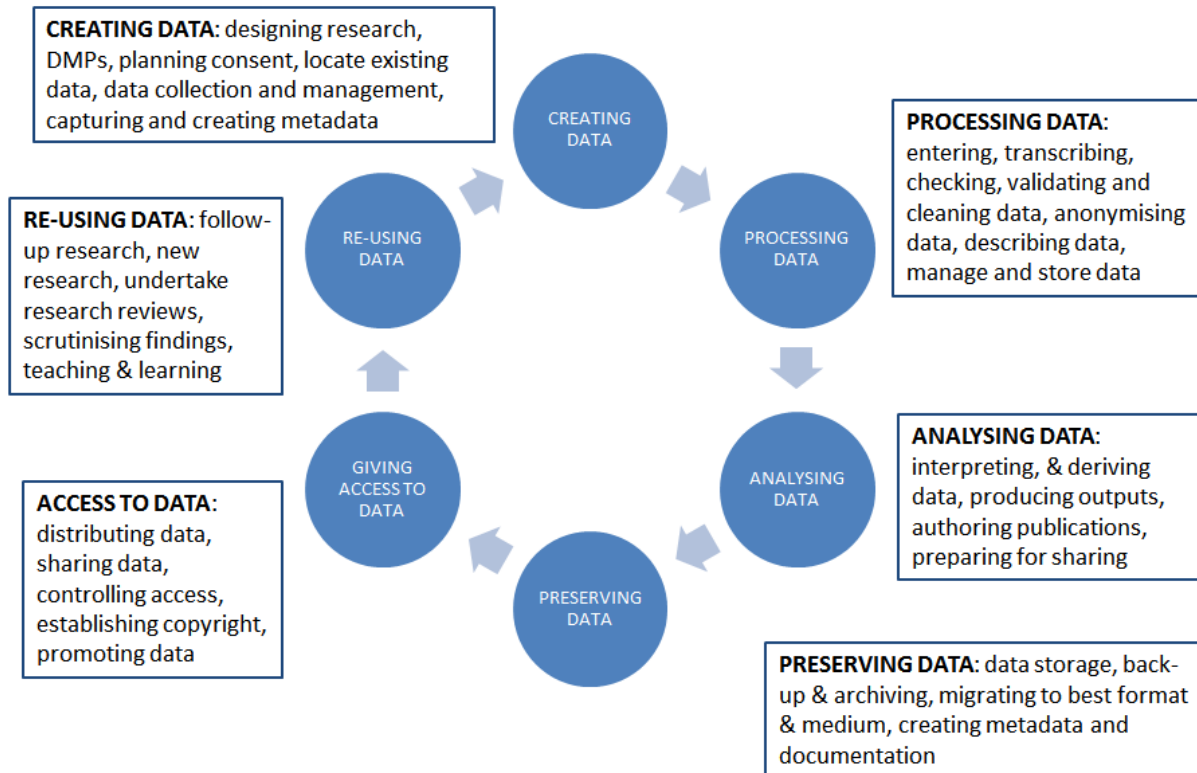 CREATING DATA: designing research,
DMPs, planning consent, locate existing
data, data collection and management,
capturing and creating metadata
CREATING
DATA
PROCESSING DATA:
entering, transcribing,
checking, validating and
cleaning data, anonymising
data, describing data,
manage and store data
PROCESSING
DATA
RE-USING DATA: follow-
up research, new
research, undertake
research reviews,
scrutinising findings,
teaching & learning
RE-USING
DATA
ANALYSING DATA:
interpreting, & deriving
data, producing outputs,
authoring publications,
preparing for sharing
ANALYSING
DATA
GIVING
ACCESS TO
DATA
ACCESS TO DATA:
distributing data,
sharing data,
controlling access,
establishing copyright,
promoting data
PRESERVING
DATA
PRESERVING DATA: data storage, back-
up & archiving, migrating to best format
& medium, creating metadata and
documentation